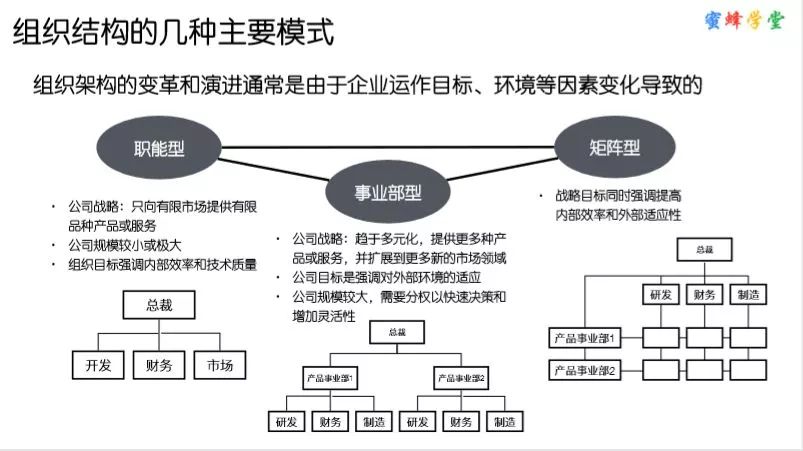 组织结构的几种主要模式
蜜蜂学堂
组织架构的变革和演进通常是由于企业运作目标、环境等因素变化导致的
职能型
矩阵型
事业部型
• 公司战略：只向有限市场提供有限
品种产品或服务
• 公司规模较小或极大
• 组织目标强调内部效率和技术质量
• 公司战略：趋于多元化，提供更多种产
品或服务，并扩展到更多新的市场领域
• 公司目标是强调对外部环境的适应
• 公司规模较大，需要分权以快速决策和
增加灵活性
• 战略目标同时强调提高
内部效率和外部适应性
总裁
开发 财务 市场
总裁
产品事业部1 产品事业部2
研发 财务 制造 研发 财务 制造
总裁
研发 财务 制造
产品事业部1
产品事业部2